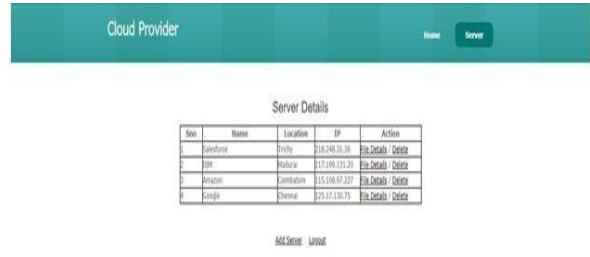 Cloud Provider
Home Server
Server Details
Sno Name Location IP Action
1 Salesforce Trichy 218.248.31.36 File Details / Delete
2 IBM Madurai 117.199.131.20 File Details / Delete
3 Amazon Coimbatore 115.108.97.227 File Details / Delete
4 Google Chennai 125.17.130.75 File Details / Delete
Add Server Logout